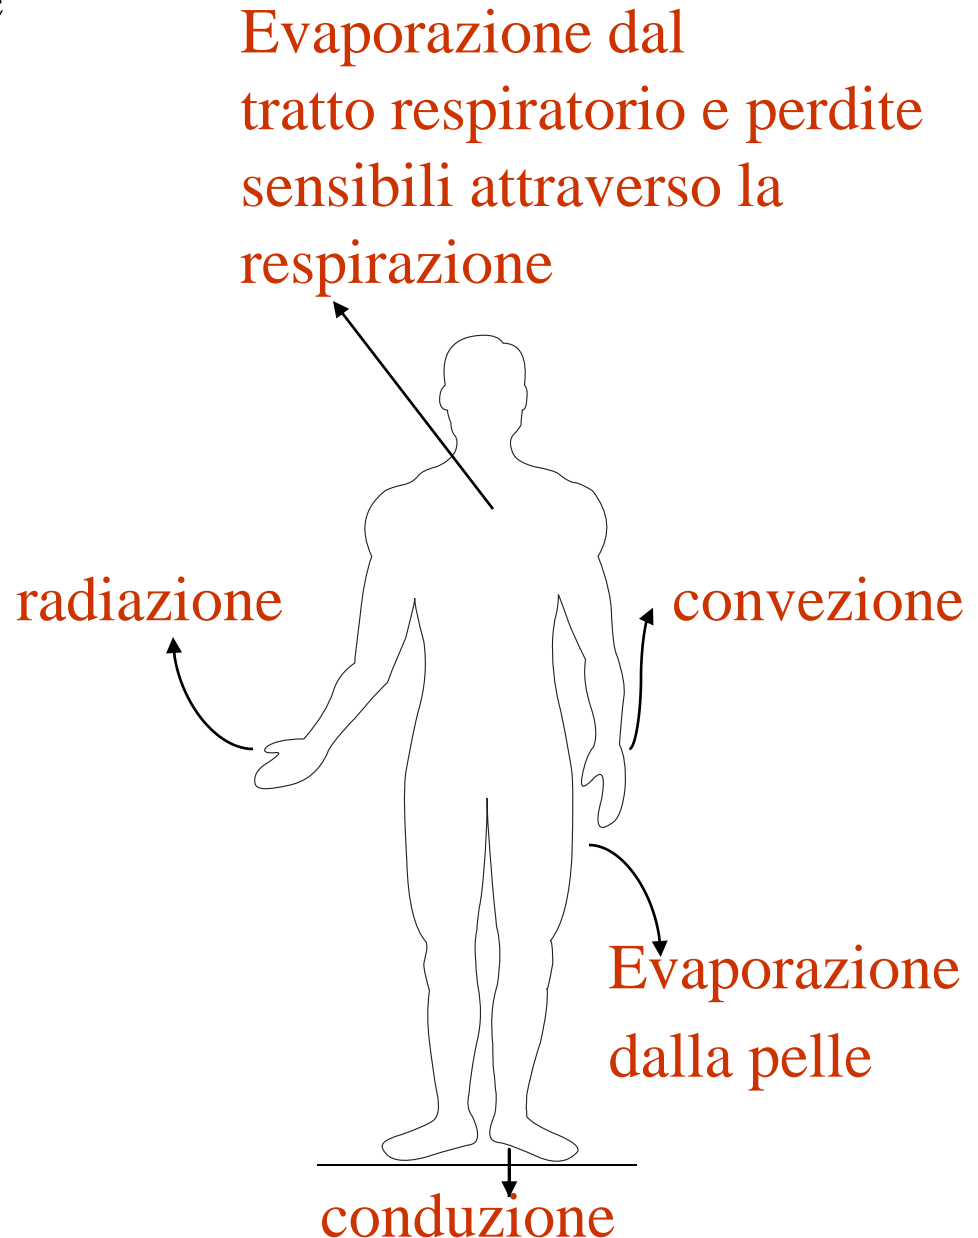 Evaporazione dal
tratto respiratorio e perdite
sensibili attraverso la
respirazione
radiazione
convezione
Evaporazione
dalla pelle
conduzione